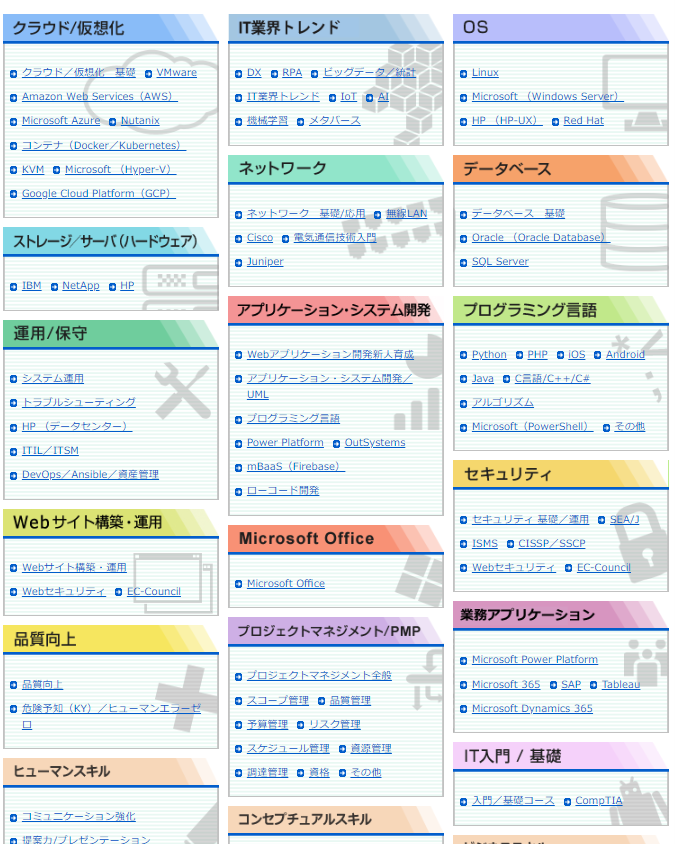 クラウド/仮想化
クラウド／仮想化　基礎 VMware
Amazon Web Services（AWS）
Microsoft Azure Nutanix
コンテナ（Docker／Kubernetes）
KVM Microsoft （Hyper-V）
Google Cloud Platform（GCP）
ストレージ／サーバ(ハードウェア)
IBM NetApp HP
運用/保守
システム運用
トラブルシューティング
HP （データセンター）
ITIL／ITSM
DevOps／Ansible／資産管理
Webサイト構築・運用
Webサイト構築・運用
Webセキュリティ EC-Council
品質向上
品質向上
危険予知（KY）／ヒューマンエラーゼ
ロ
ヒューマンスキル
コミュニケーション強化
提案力/プレゼンテーション
IT業界トレンド
DX RPA ビッグデータ／統計
IT業界トレンド IoT AI
機械学習 メタバース
ネットワーク
ネットワーク　基礎/応用 無線LAN
Cisco 電気通信技術入門
Juniper
アプリケーション・システム開発
Webアプリケーション開発新人育成
アプリケーション・システム開発／
UML
プログラミング言語
Power Platform OutSystems
mBaaS（Firebase）
ローコード開発
Microsoft Office
Microsoft Office
プロジェクトマネジメント/PMP
プロジェクトマネジメント全般
スコープ管理 品質管理
予算管理 リスク管理
スケジュール管理 資源管理
調達管理 資格 その他
コンセプチュアルスキル
OS
Linux
Microsoft （Windows Server）
HP （HP-UX） Red Hat
データベース
データベース　基礎
Oracle （Oracle Database）
SQL Server
プログラミング言語
Python PHP iOS Android
Java C言語/C++/C#
アルゴリズム
Microsoft（PowerShell） その他
セキュリティ
セキュリティ 基礎／運用 SEA/J
ISMS CISSP／SSCP
Webセキュリティ EC-Council
業務アプリケーション
Microsoft Power Platform
Microsoft 365 SAP Tableau
Microsoft Dynamics 365
IT入門 / 基礎
入門／基礎コース CompTIA